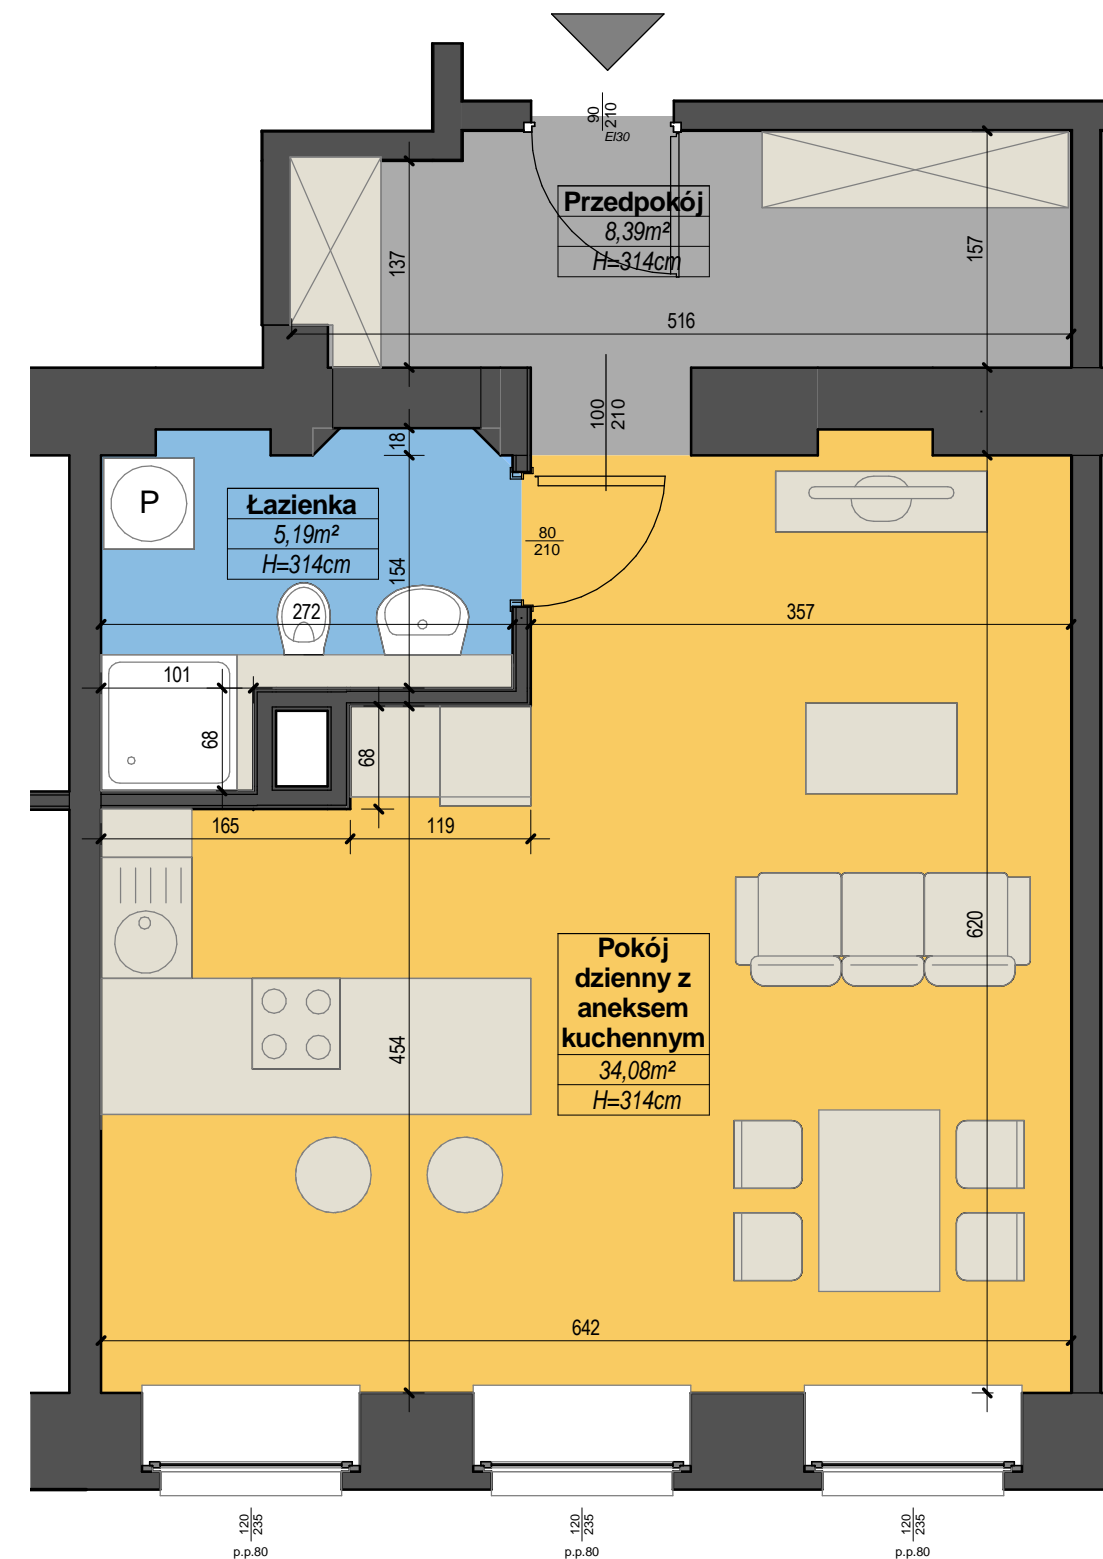 90
210
EI30
Przedpokój
8,39m²
H=314cm
137
157
516
100
210
18
P
Łazienka
5,19m²
H=314cm
80
210
154
272
357
101
68
68
165
119
620
Pokój
dzienny z
aneksem
kuchennym
34,08m²
H=314cm
454
642
120
235
p.p.80
120
235
p.p.80
120
235
p.p.80